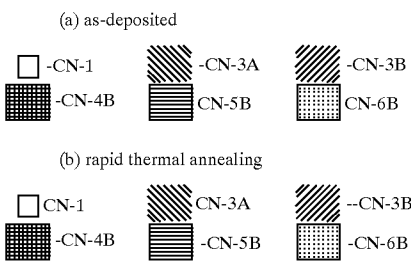 (a) as-deposited
-CN-1 -CN-3A -CN-3B
-CN-4B CN-5B CN-6B
(b) rapid thermal annealing
CN-1 CN-3A --CN-3B
-CN-4B -CN-5B -CN-6B